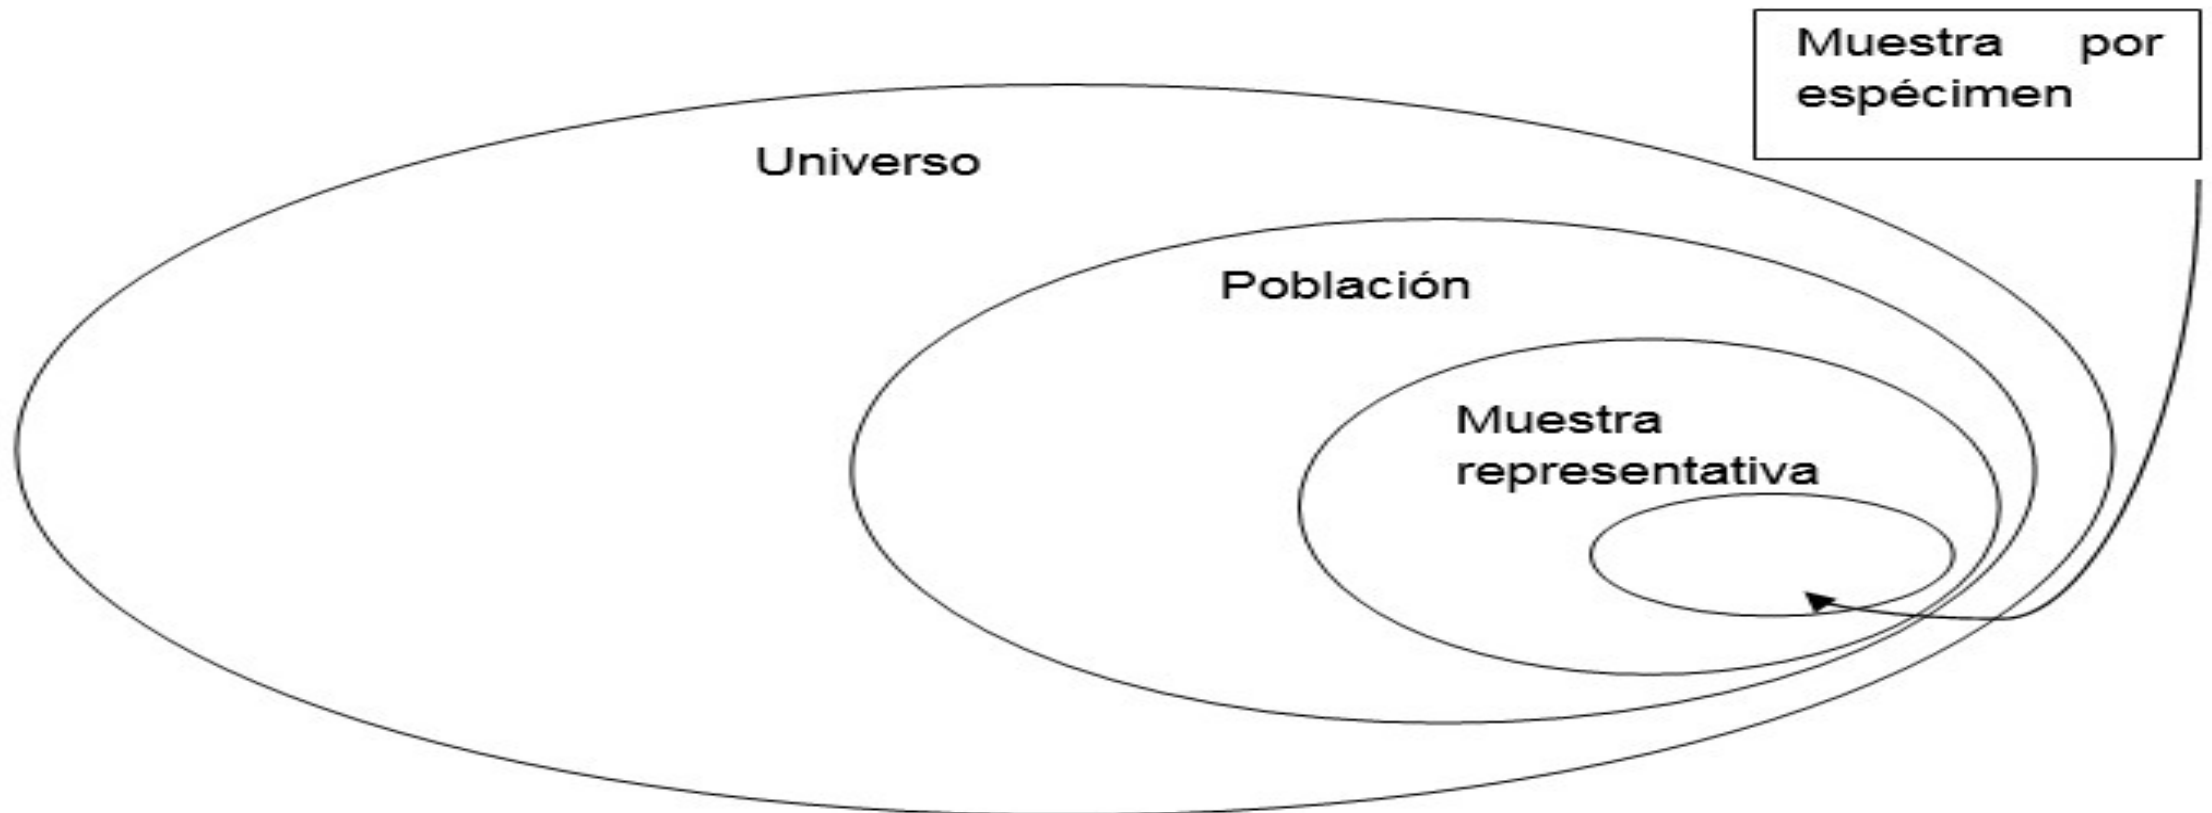 Muestra por
espécimen
Universo
Población
Muestra
representativa